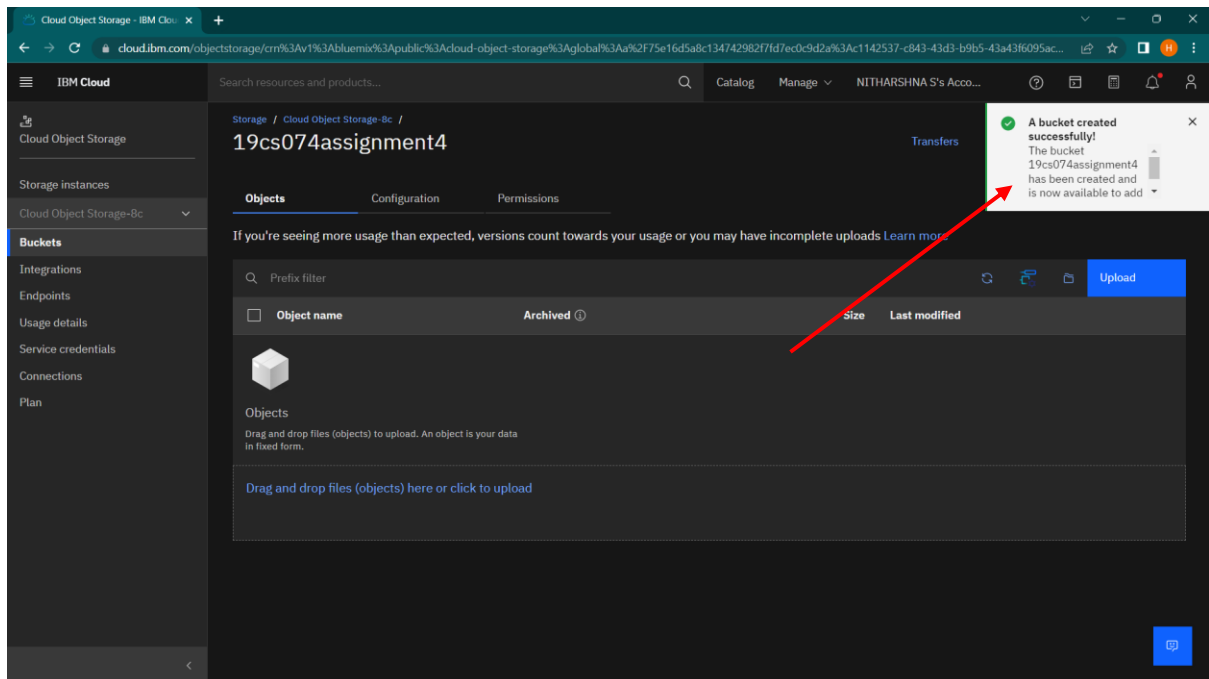 Cloud Object Storage - IBM Clou
cloud.ibm.com/objectstorage/crn%3Av1%3Abluemix%3Apublic%3Acloud-object-storage%3Aglobal%3Aa%2F75e16d5a8c134742982f7fd7ec0c9d2a%3Ac1142537-c843-43d3-b9b5-43a43f6095ac...
H
IBM Cloud
Search resources and products...
Catalog
Manage
NITHARSHNA S's Acco...
Cloud Object Storage
Storage instances
Cloud Object Storage-8c
Buckets
Integrations
Endpoints
Usage details
Service credentials
Connections
Plan
Storage / Cloud Object Storage-8c /
19cs074assignment4
Transfers
A bucket created
successfully!
The bucket
19cs074assignment4
has been created and
is now available to add
Objects
Configuration
Permissions
If you're seeing more usage than expected, versions count towards your usage or you may have incomplete uploads Learn more
Prefix filter
Upload
Object name
Archived
Size
Last modified
Objects
Drag and drop files (objects) to upload. An object is your data
in fixed form.
Drag and drop files (objects) here or click to upload